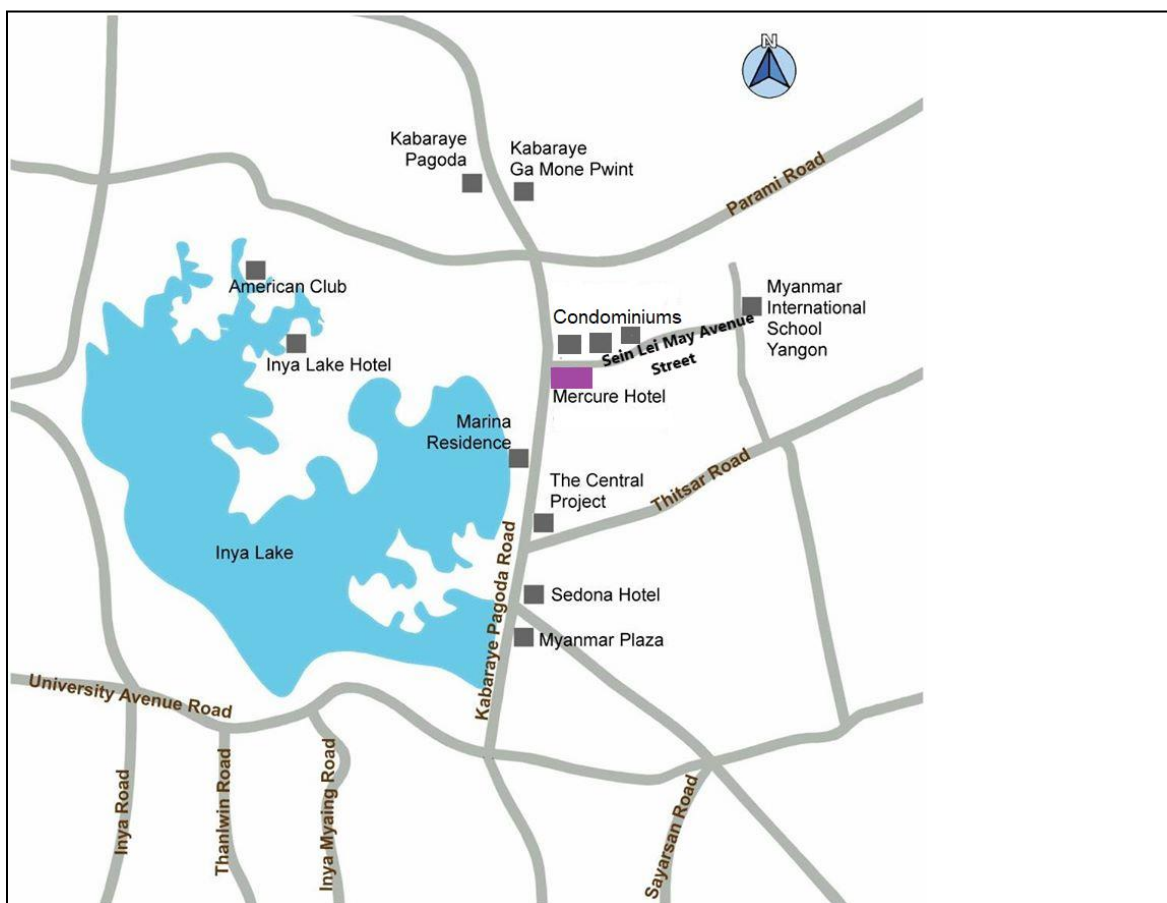 N
Kabaraye
Pagoda
Kabaraye
Ga Mone Pwint
Parami Road
American Club
Inya Lake Hotel
Condominiums
Sein Lei May Avenue
Street
Myanmar
International
School
Yangon
Mercure Hotel
Marina
Residence
The Central
Project
Thitsar Road
Inya Lake
Kabaraye Pagoda Road
Sedona Hotel
Myanmar Plaza
University Avenue Road
Inya Road
Thanlwin Road
Inya Myaing Road
Sayarsan Road